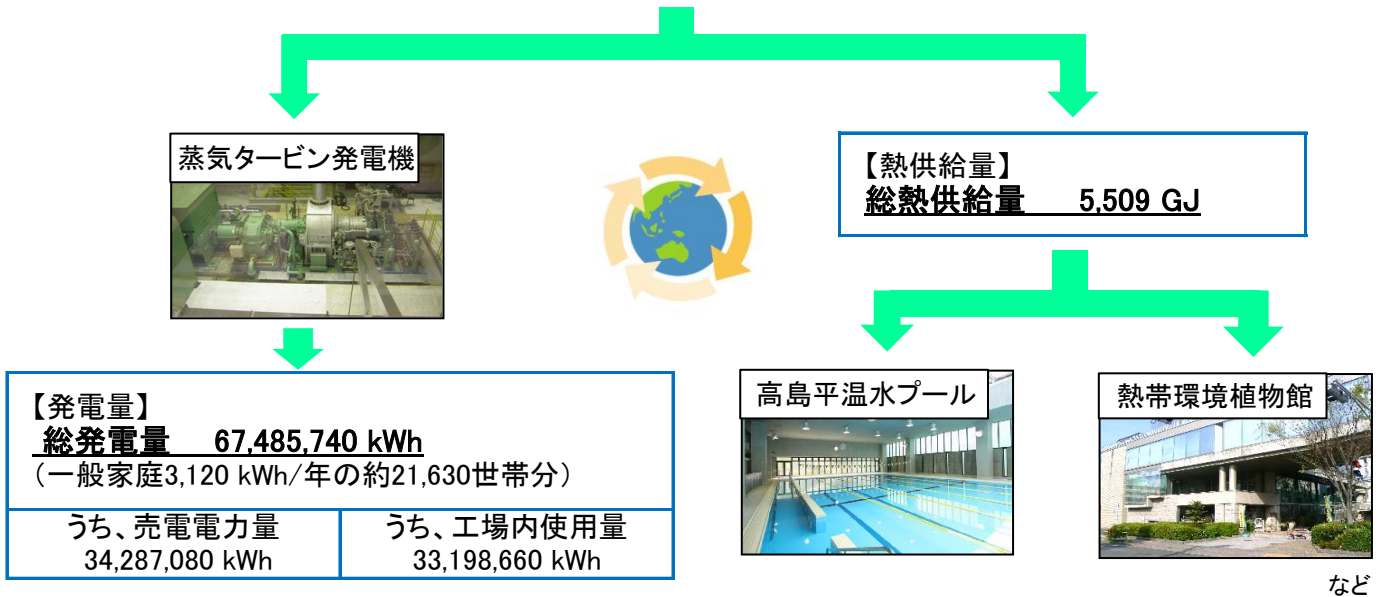 蒸気タービン発電機
【熱供給量】
総熱供給量 5,509 GJ
【発電量】
総発電量 67,485,740 kWh
（一般家庭3,120 kWh/年の約21,630世帯分）
うち、売電電力量
34,287,080 kWh
うち、工場内使用量
33,198,660 kWh
高島平温水プール
熱帯環境植物館
など